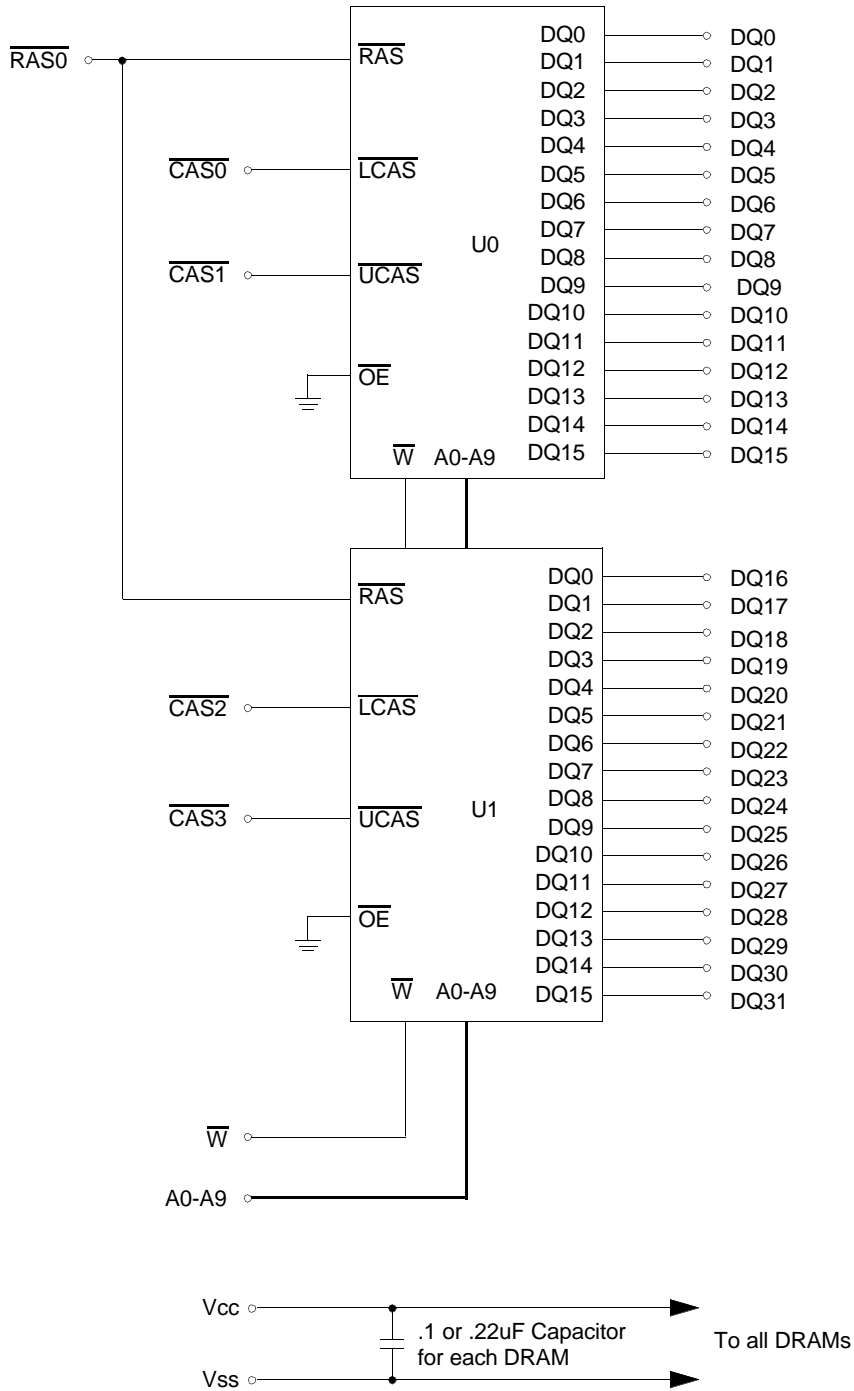 RAS0 RAS DQ0 DQ0
DQ1 DQ1
DQ2 DQ2
DQ3 DQ3
DQ4 DQ4
CAS0 LCAS DQ5 DQ5
DQ6 DQ6
DQ7 DQ7
U0
DQ8 DQ8
CAS1 UCAS DQ9 DQ9
DQ10 DQ10
DQ11 DQ11
OE DQ12 DQ12
DQ13 DQ13
DQ14 DQ14
W A0-A9 DQ15 DQ15
RAS DQ0 DQ16
DQ1 DQ17
DQ2 DQ18
DQ3 DQ19
CAS2 LCAS DQ4 DQ20
DQ5 DQ21
DQ6 DQ22
DQ7 DQ23
CAS3 UCAS U1 DQ8 DQ24
DQ9 DQ25
DQ10 DQ26
DQ11 DQ27
OE DQ12 DQ28
DQ13 DQ29
DQ14 DQ30
W A0-A9 DQ15 DQ31
W
A0-A9
Vcc
.1 or .22uF Capacitor
for each DRAM
To all DRAMs
Vss